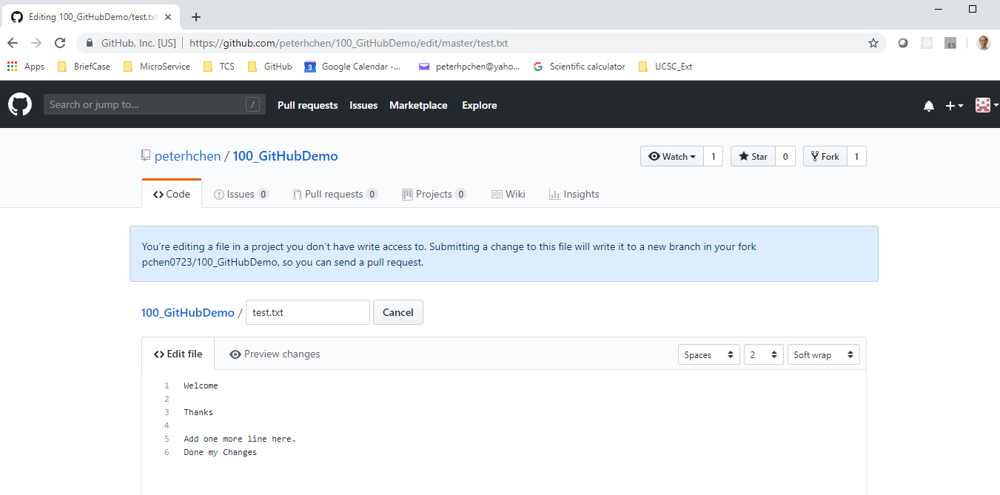 Editing 100_GitHubDemo/test.txt
GitHub, Inc. [US] https://github.com/peterhchen/100_GitHubDemo/edit/master/test.txt
ES
Apps BriefCase MicroService TCS GitHub 3 Google Calendar -... peterhpchen@yaho... Scientific calculator UCSC_Ext
Search or jump to... / Pull requests Issues Marketplace Explore
peterhchen / 100_GitHubDemo Watch 1 Star 0 Fork 1
Code Issues 0 Pull requests 0 Projects 0 Wiki Insights
You’re editing a file in a project you don’t have write access to. Submitting a change to this file will write it to a new branch in your fork
pchen0723/100_GitHubDemo, so you can send a pull request.
100_GitHubDemo / test.txt Cancel
Edit file Preview changes Spaces 2 Soft wrap
1 Welcome
2
3 Thanks
4
5 Add one more line here.
6 Done my Changes